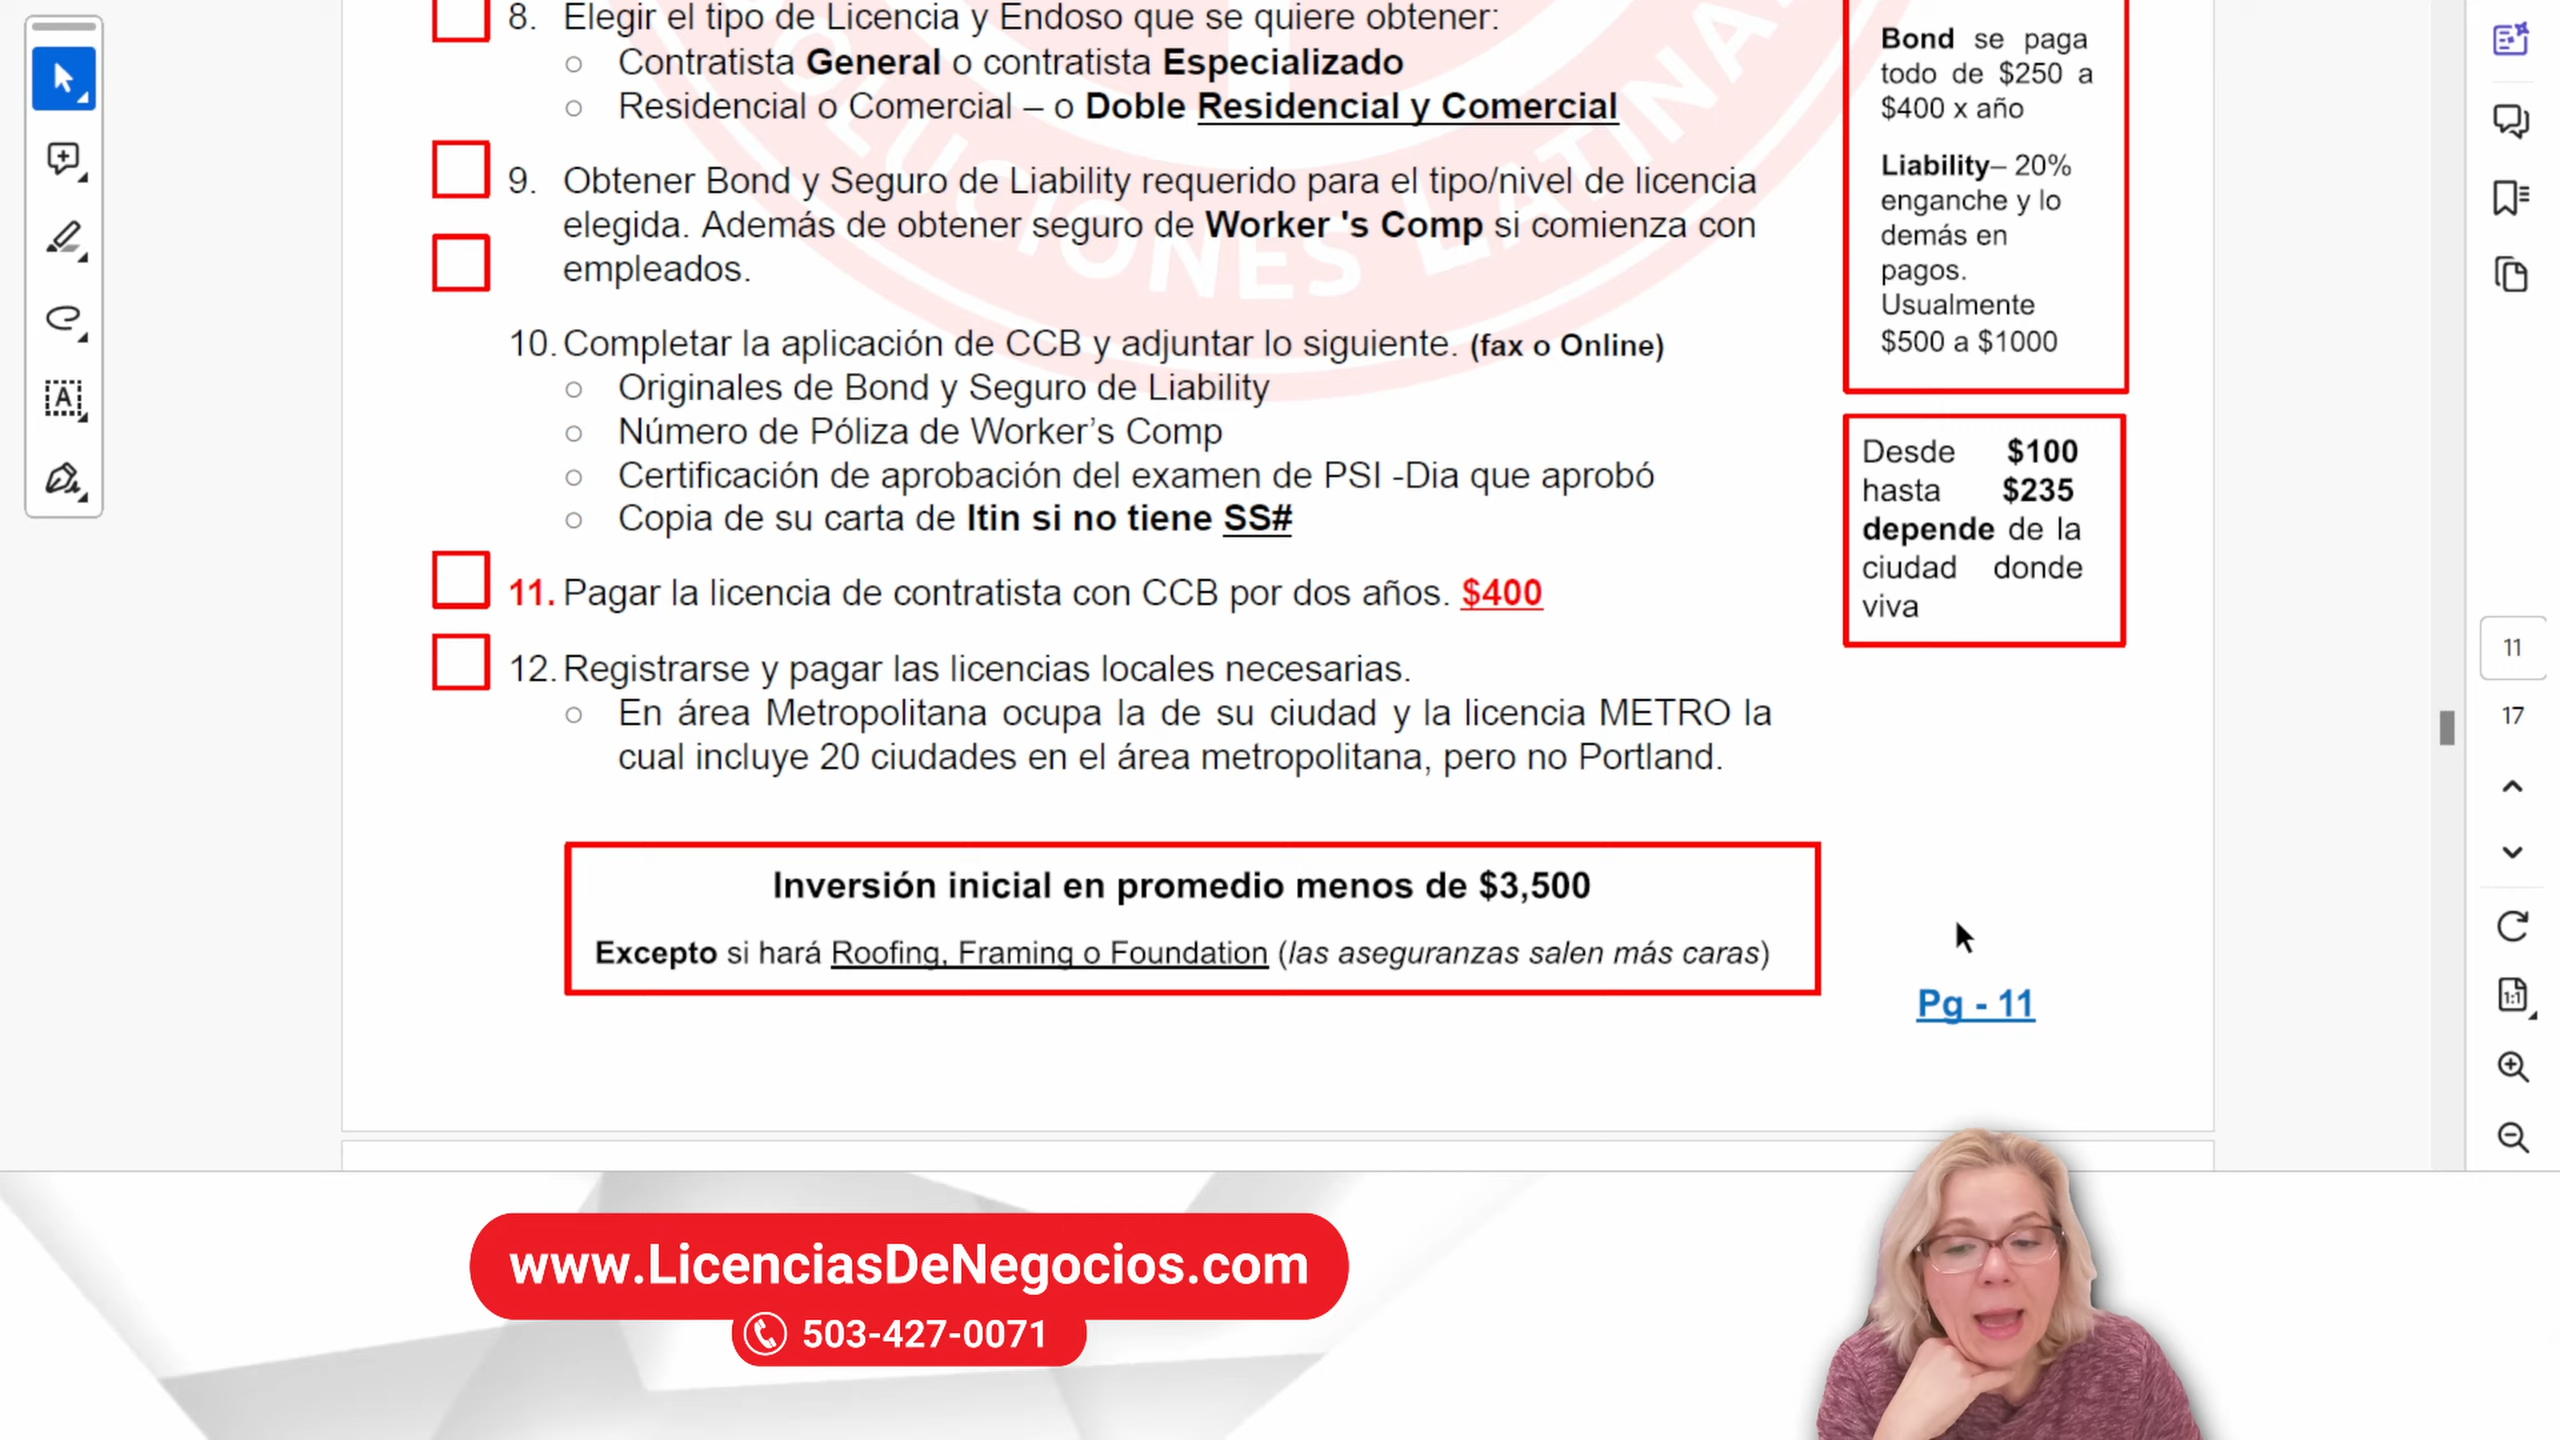 8. Elegir el tipo de Licencia y Endoso que se quiere obtener:
○ Contratista General o contratista Especializado
○ Residencial o Comercial – o Doble Residencial y Comercial
9. Obtener Bond y Seguro de Liability requerido para el tipo/nivel de licencia
elegida. Además de obtener seguro de Worker 's Comp si comienza con
empleados.
10. Completar la aplicación de CCB y adjuntar lo siguiente. (fax o Online)
○ Originales de Bond y Seguro de Liability
○ Número de Póliza de Worker’s Comp
○ Certificación de aprobación del examen de PSI -Dia que aprobó
○ Copia de su carta de Itin si no tiene SS#
11. Pagar la licencia de contratista con CCB por dos años. $400
12. Registrarse y pagar las licencias locales necesarias.
○ En área Metropolitana ocupa la de su ciudad y la licencia METRO la
cual incluye 20 ciudades en el área metropolitana, pero no Portland.
Inversión inicial en promedio menos de $3,500
Excepto si hará Roofing, Framing o Foundation (las aseguranzas salen más caras)
Bond se paga
todo de $250 a
$400 x año
Liability– 20%
enganche y lo
demás en
pagos.
Usualmente
$500 a $1000
Desde $100
hasta $235
depende de la
ciudad donde
viva
Pg - 11
11
17
1:1
A
LUCIONES LATINA
www.LicenciasDeNegocios.com
503-427-0071